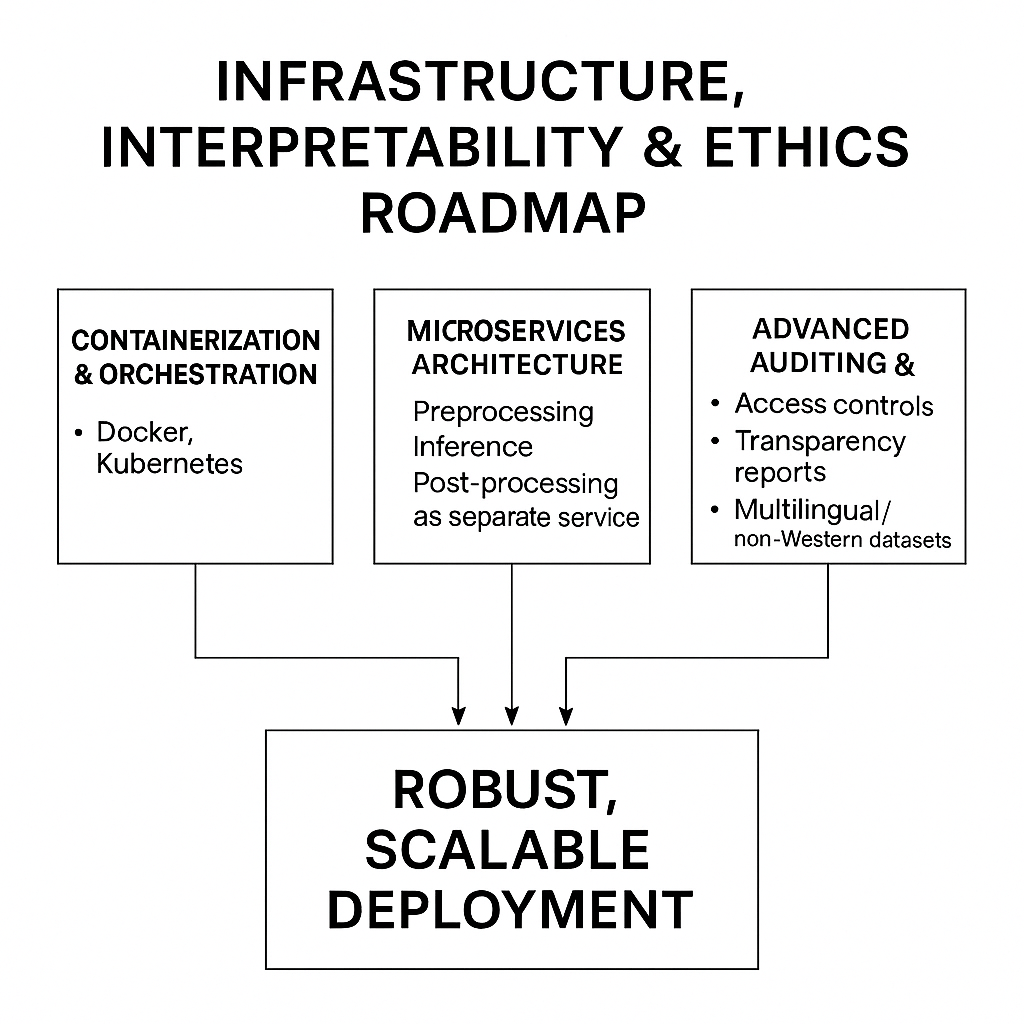 INFRASTRUCTURE,
INTERPRETABILITY & ETHICS
ROADMAP
CONTAINERIZATION
& ORCHESTRATION
• Docker,
Kubernetes
MICROSERVICES
ARCHITECTURE
Preprocessing
Inference
Post-processing
as separate service
ADVANCED
AUDITING &
• Access controls
• Transparency
reports
• Multilingual/
non-Western datasets
ROBUST,
SCALABLE
DEPLOYMENT